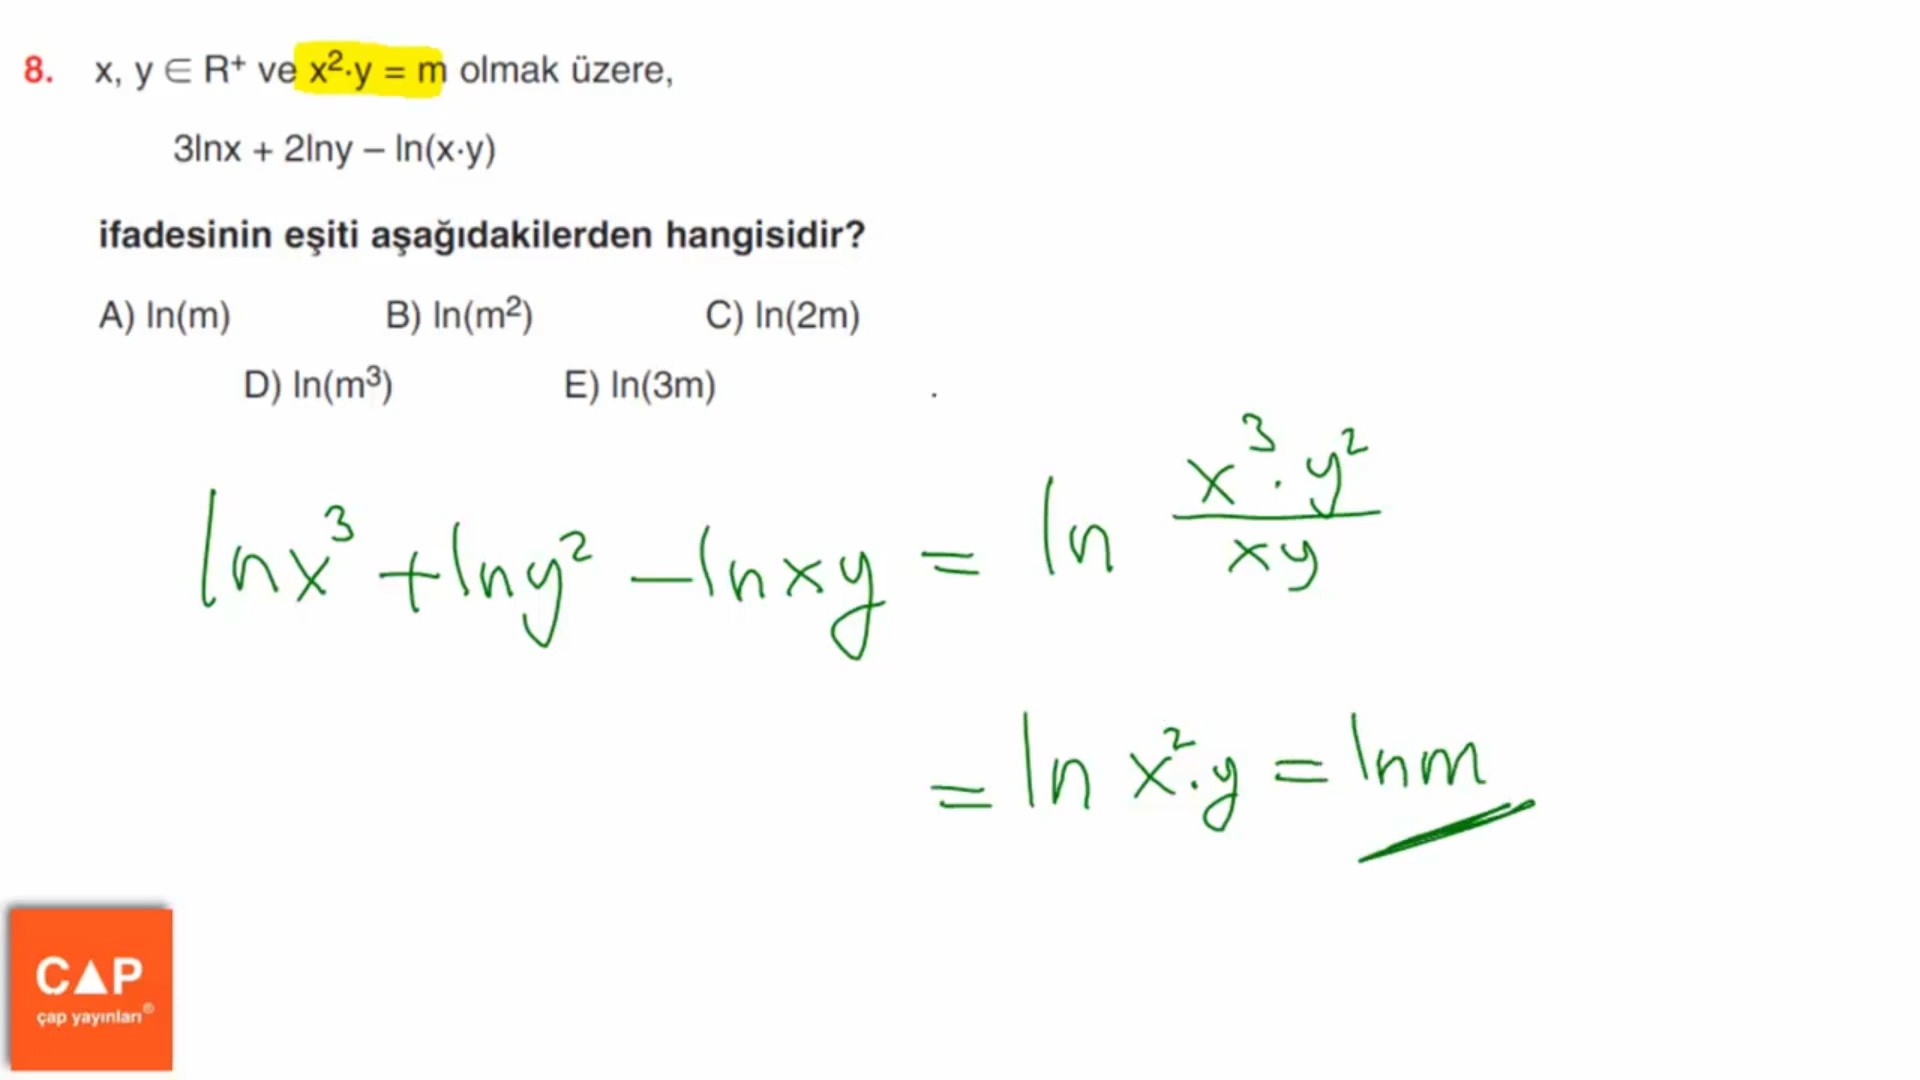 8. x, y ∈ R⁺ ve x²·y = m olmak üzere,
3lnx + 2lny – ln(x·y)
ifadesinin eşiti aşağıdakilerden hangisidir?
A) ln(m) B) ln(m²) C) ln(2m)
D) ln(m³) E) ln(3m)
lnx³ + lny² – lnxy = ln x³·y² / xy
= ln x²·y = lnm
CAP
çap yayınları®